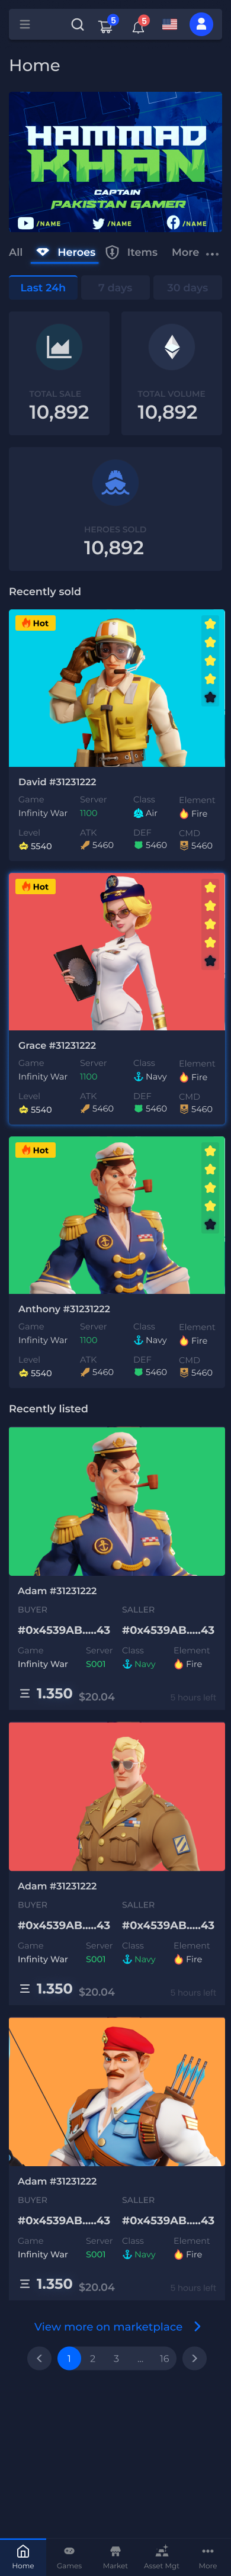 5
5
Home
HAMMAD
KHAN
CAPTAIN
PAKISTAN GAMER
/NAME /NAME /NAME
All Heroes Items More
Last 24h 7 days 30 days
TOTAL SALE
10,892
TOTAL VOLUME
10,892
HEROES SOLD
10,892
Recently sold
Hot
David #31231222
Game Server Class Element
Infinity War 1100 Air Fire
Level ATK DEF CMD
5540 5460 5460 5460
Hot
Grace #31231222
Game Server Class Element
Infinity War 1100 Navy Fire
Level ATK DEF CMD
5540 5460 5460 5460
Hot
Anthony #31231222
Game Server Class Element
Infinity War 1100 Navy Fire
Level ATK DEF CMD
5540 5460 5460 5460
Recently listed
Adam #31231222
BUYER SALLER
#0x4539AB.....43 #0x4539AB.....43
Game Server Class Element
Infinity War S001 Navy Fire
1.350 $20.04 5 hours left
Adam #31231222
BUYER SALLER
#0x4539AB.....43 #0x4539AB.....43
Game Server Class Element
Infinity War S001 Navy Fire
1.350 $20.04 5 hours left
Adam #31231222
BUYER SALLER
#0x4539AB.....43 #0x4539AB.....43
Game Server Class Element
Infinity War S001 Navy Fire
1.350 $20.04 5 hours left
View more on marketplace
1 2 3 ... 16
Home Games Market Asset Mgt More